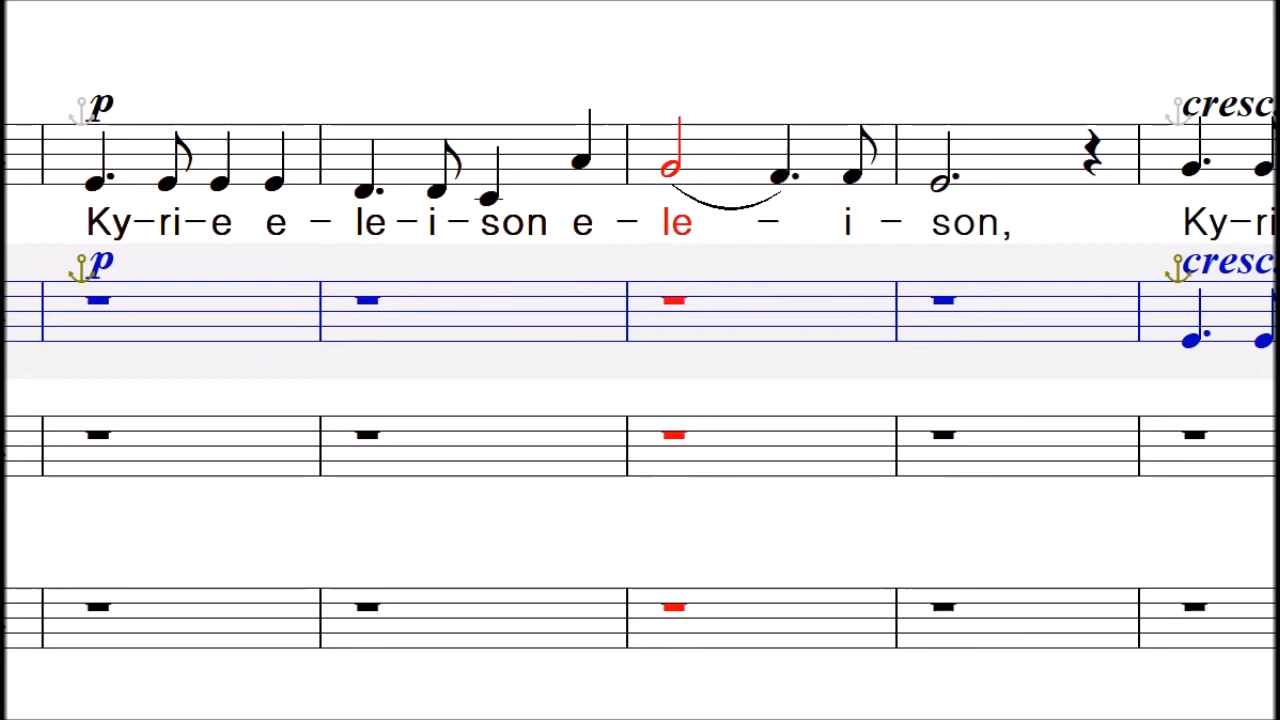 p cresc
Ky–ri–e e – le–i–son e – le – i – son, Ky–ri
p cresc